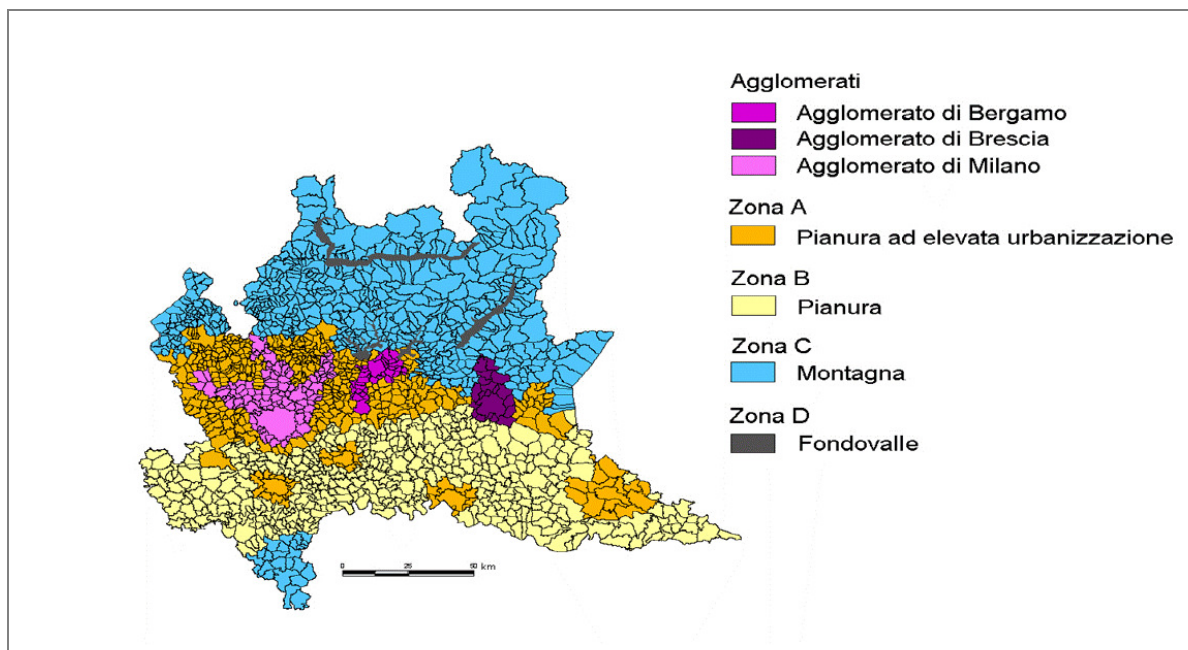 Agglomerati
Agglomerato di Bergamo
Agglomerato di Brescia
Agglomerato di Milano
Zona A
Pianura ad elevata urbanizzazione
Zona B
Pianura
Zona C
Montagna
Zona D
Fondovalle
0 25 50
km